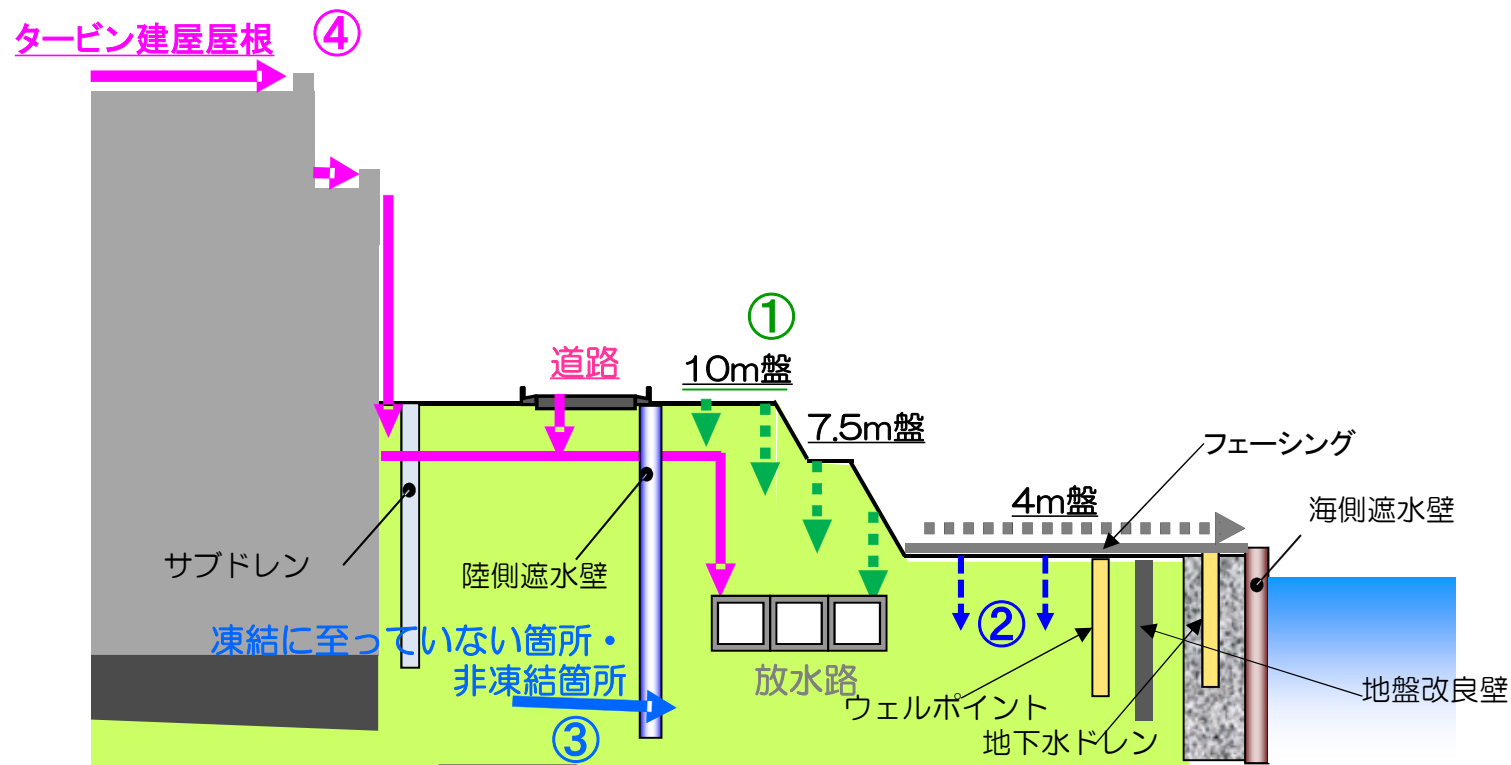 タービン建屋屋根 ④
①
道路
10m盤
7.5m盤
フェーシング
4m盤
海側遮水壁
サブドレン
陸側遮水壁
②
凍結に至っていない箇所・
非凍結箇所
放水路
③
ウェルポイント
地盤改良壁
地下水ドレン